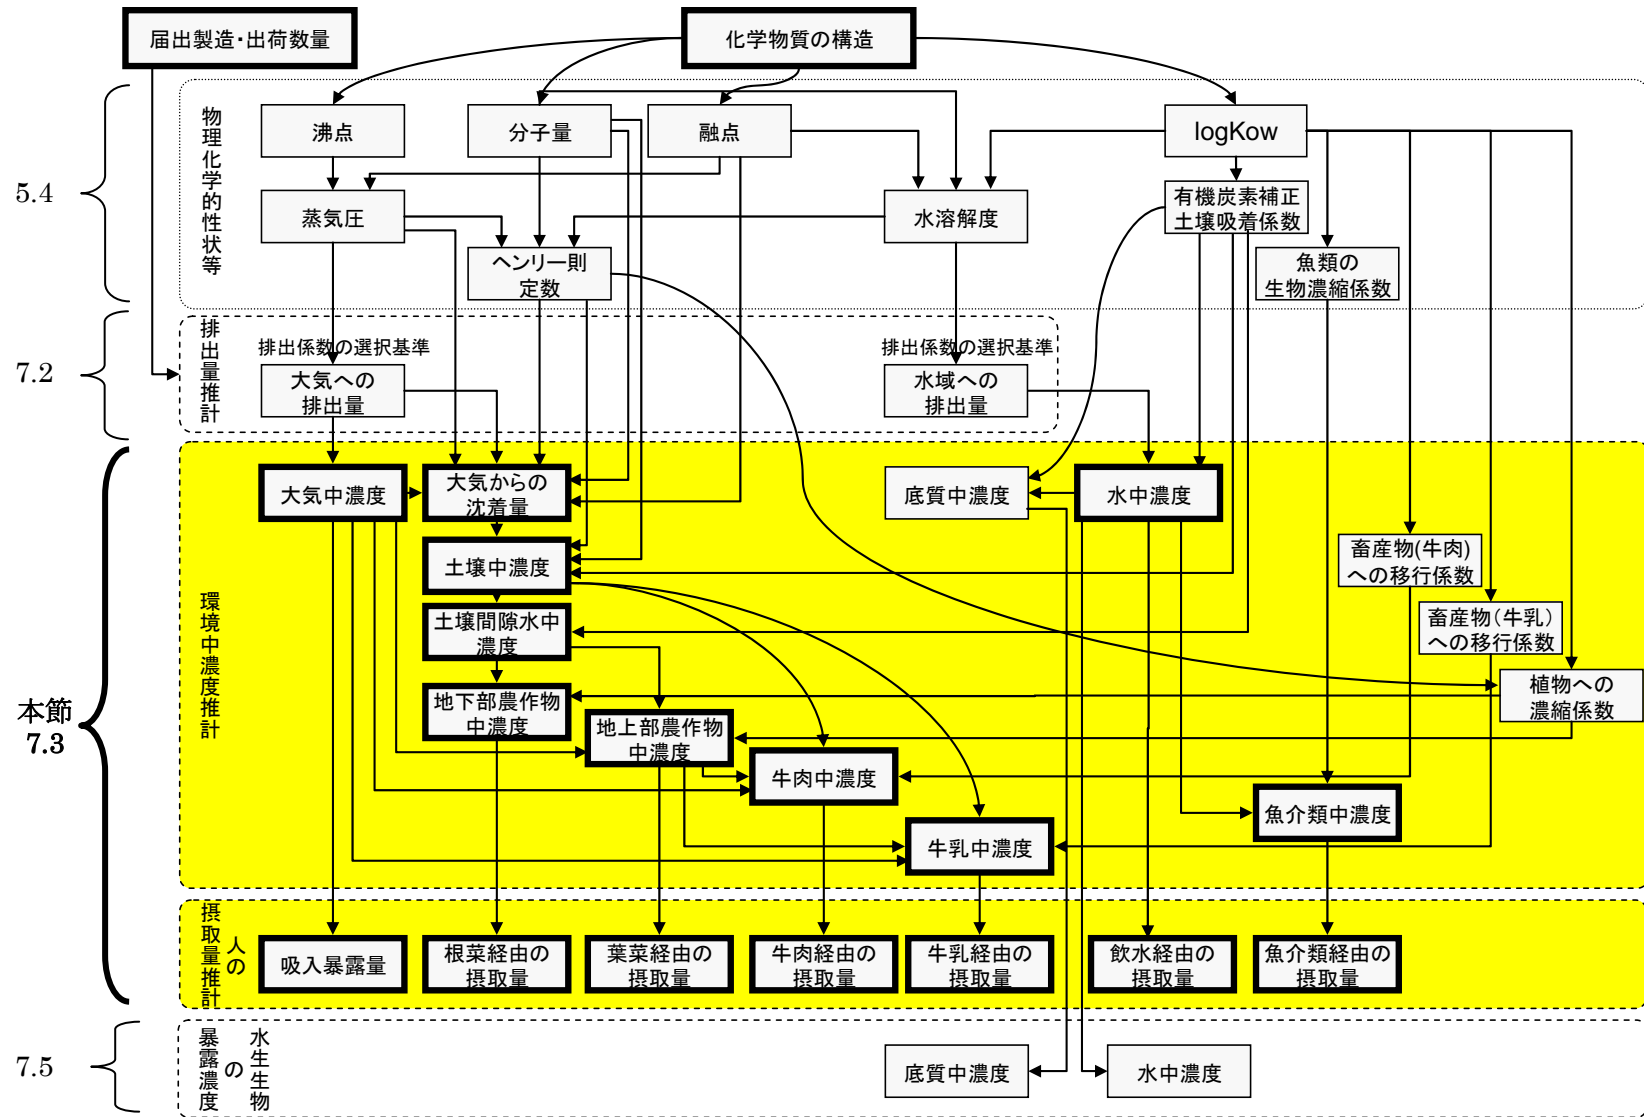 届出製造・出荷数量
化学物質の構造
5.4
物理化学的性状等
沸点
分子量
融点
logKow
蒸気圧
水溶解度
有機炭素補正
土壌吸着係数
ヘンリー則
定数
魚類の
生物濃縮係数
7.2
排出量推計
排出係数の選択基準
大気への
排出量
排出係数の選択基準
水域への
排出量
本節
7.3
環境中濃度推計
大気中濃度
大気からの
沈着量
底質中濃度
水中濃度
土壌中濃度
畜産物(牛肉)
への移行係数
土壌間隙水中
濃度
畜産物(牛乳)
への移行係数
地下部農作物
中濃度
植物への
濃縮係数
地上部農作物
中濃度
牛肉中濃度
魚介類中濃度
牛乳中濃度
人の
摂取量推計
吸入暴露量
根菜経由の
摂取量
葉菜経由の
摂取量
牛肉経由の
摂取量
牛乳経由の
摂取量
飲水経由の
摂取量
魚介類経由の
摂取量
7.5
水生生物
の
暴露濃度
底質中濃度
水中濃度